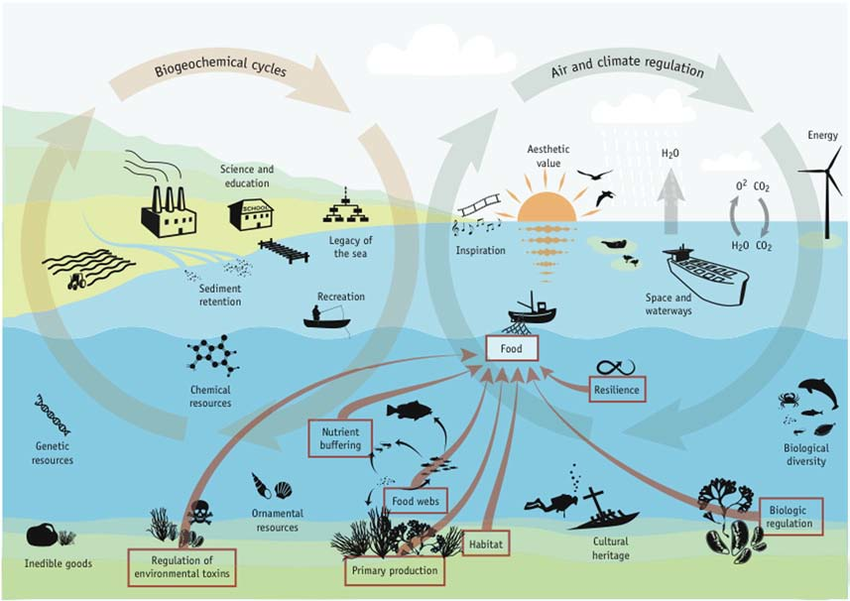 Biogeochemical cycles
Air and climate regulation
Energy
Aesthetic
value
H₂O
Science and
education
SCHOOL
O² CO₂
H₂O CO₂
Legacy of
the sea
Inspiration
Sediment
retention
Recreation
Space and
waterways
Food
Chemical
resources
Resilience
Nutrient
buffering
Genetic
resources
Biological
diversity
Food webs
Ornamental
resources
Biologic
regulation
Habitat
Cultural
heritage
Inedible goods
Regulation of
environmental toxins
Primary production